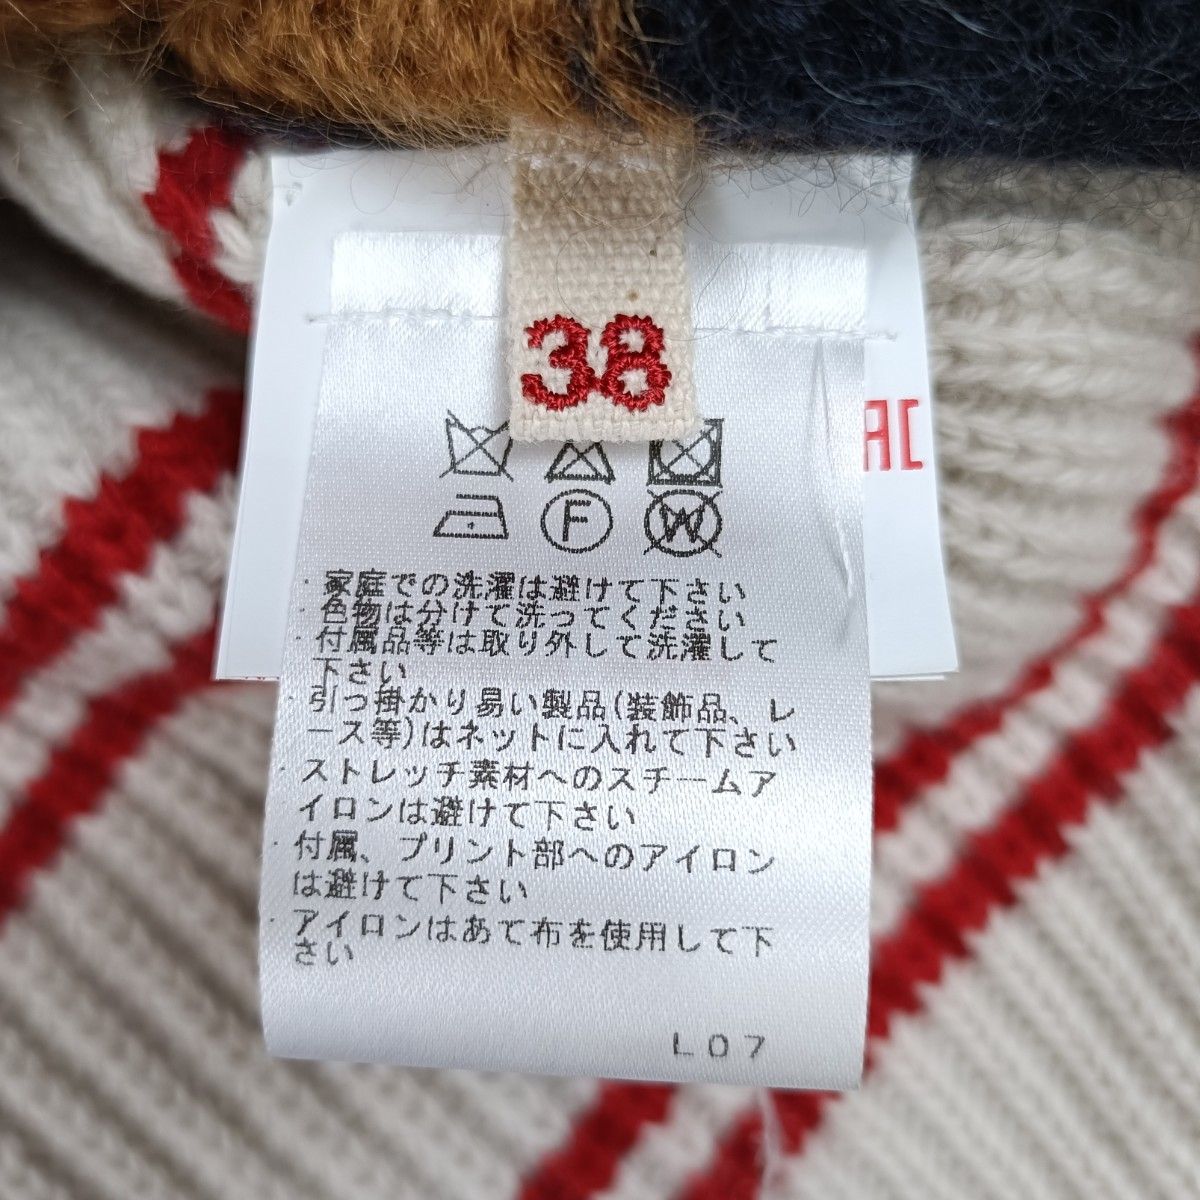 38
AC
F
W
・家庭での洗濯は避けて下さい
・色物は分けて洗ってください
・付属品等は取り外して洗濯して
下さい
・引っ掛かり易い製品(装飾品、レ
ース等)はネットに入れて下さい
・ストレッチ素材へのスチームア
イロンは避けて下さい
・付属、プリント部へのアイロン
は避けて下さい
・アイロンはあて布を使用して下
さい
L07